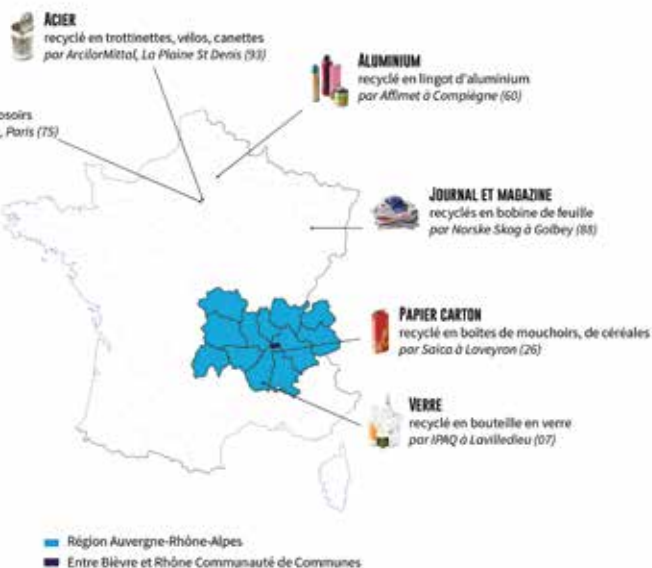 ACIER
recyclé en trottinettes, vélos, canettes
par ArcilorMittal, La Plaine St Denis (93)
ALUMINIUM
recyclé en lingot d'aluminium
par Affimet à Compiègne (60)
, Paris (75)
JOURNAL ET MAGAZINE
recyclés en bobine de feuille
par Norske Skog à Golbey (88)
PAPIER CARTON
recyclé en boîtes de mouchoirs, de céréales
par Saica à Laveyron (26)
VERRE
recyclé en bouteille en verre
par IPAQ à Lavilledieu (07)
Région Auvergne-Rhône-Alpes
Entre Bièvre et Rhône Communauté de Communes